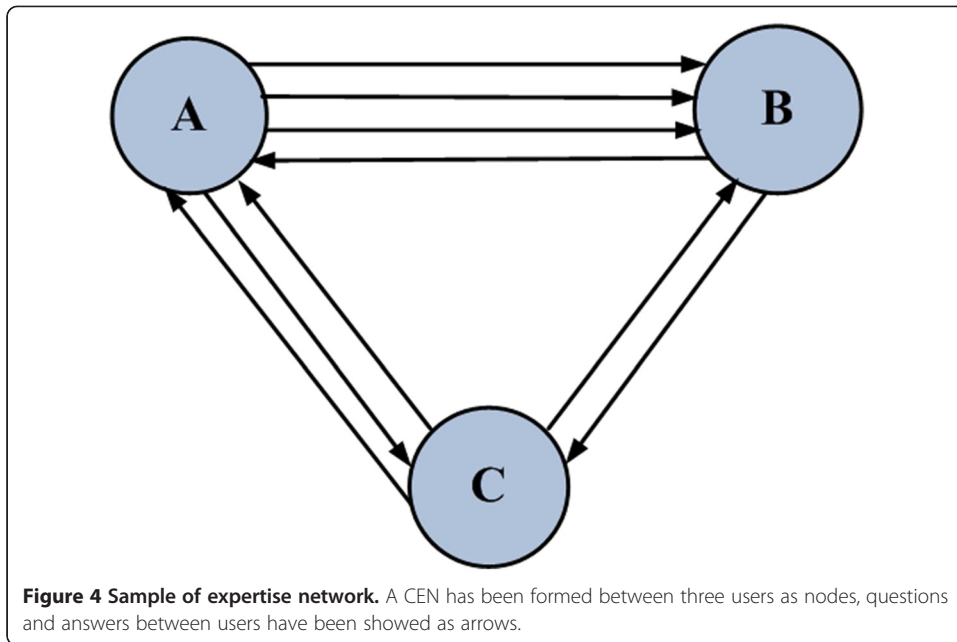 A
B
C
Figure 4 Sample of expertise network. A CEN has been formed between three users as nodes, questions
and answers between users have been showed as arrows.